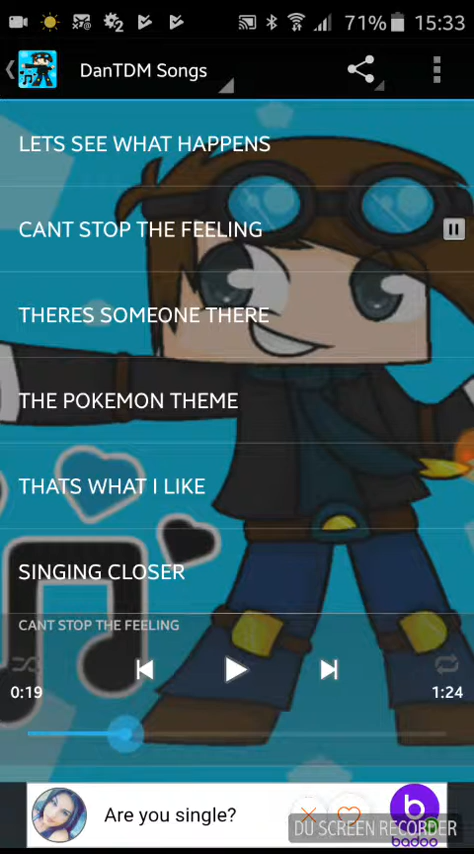 71% 15:33
DanTDM Songs
LETS SEE WHAT HAPPENS
CANT STOP THE FEELING
THERES SOMEONE THERE
THE POKEMON THEME
THATS WHAT I LIKE
SINGING CLOSER
CANT STOP THE FEELING
0:19 1:24
Are you single?
DU SCREEN RECORDER
badoo